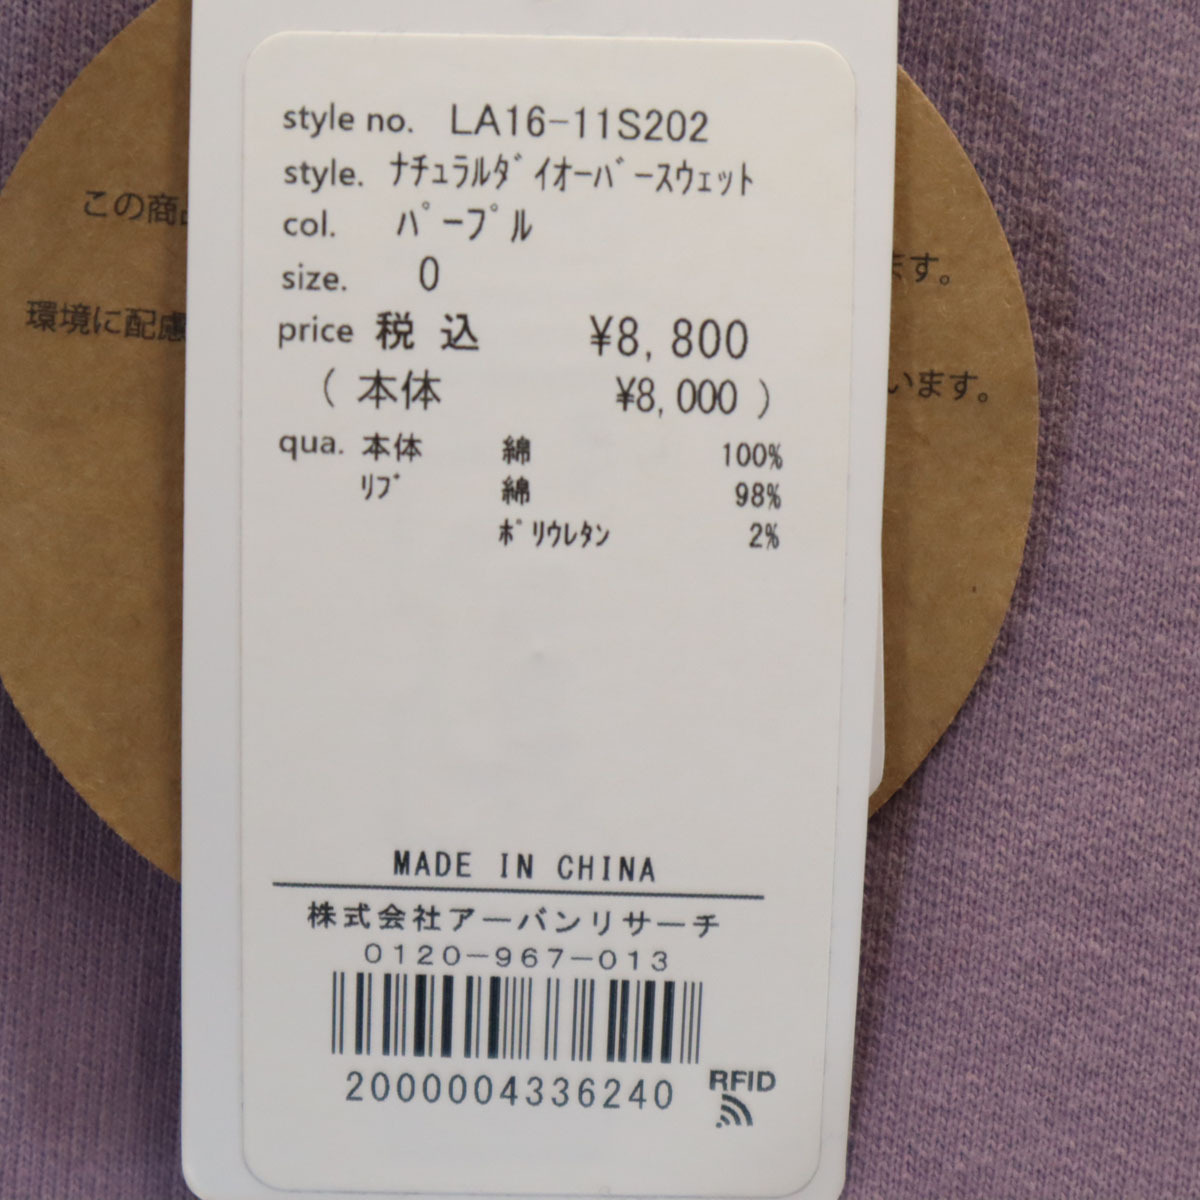 style no. LA16-11S202
style. ﾅﾁｭﾗﾙﾀﾞｲｵｰﾊﾞｰｽｳｪｯﾄ
col. ﾊﾟｰﾌﾟﾙ
size. 0
price 税込 ¥8,800
(本体 ¥8,000)
qua. 本体 綿 100%
ﾘﾌﾞ 綿 98%
ﾎﾟﾘｳﾚﾀﾝ 2%
MADE IN CHINA
株式会社アーバンリサーチ
0120-967-013
2000004336240
RFID
この商
ます。
環境に配慮
います。